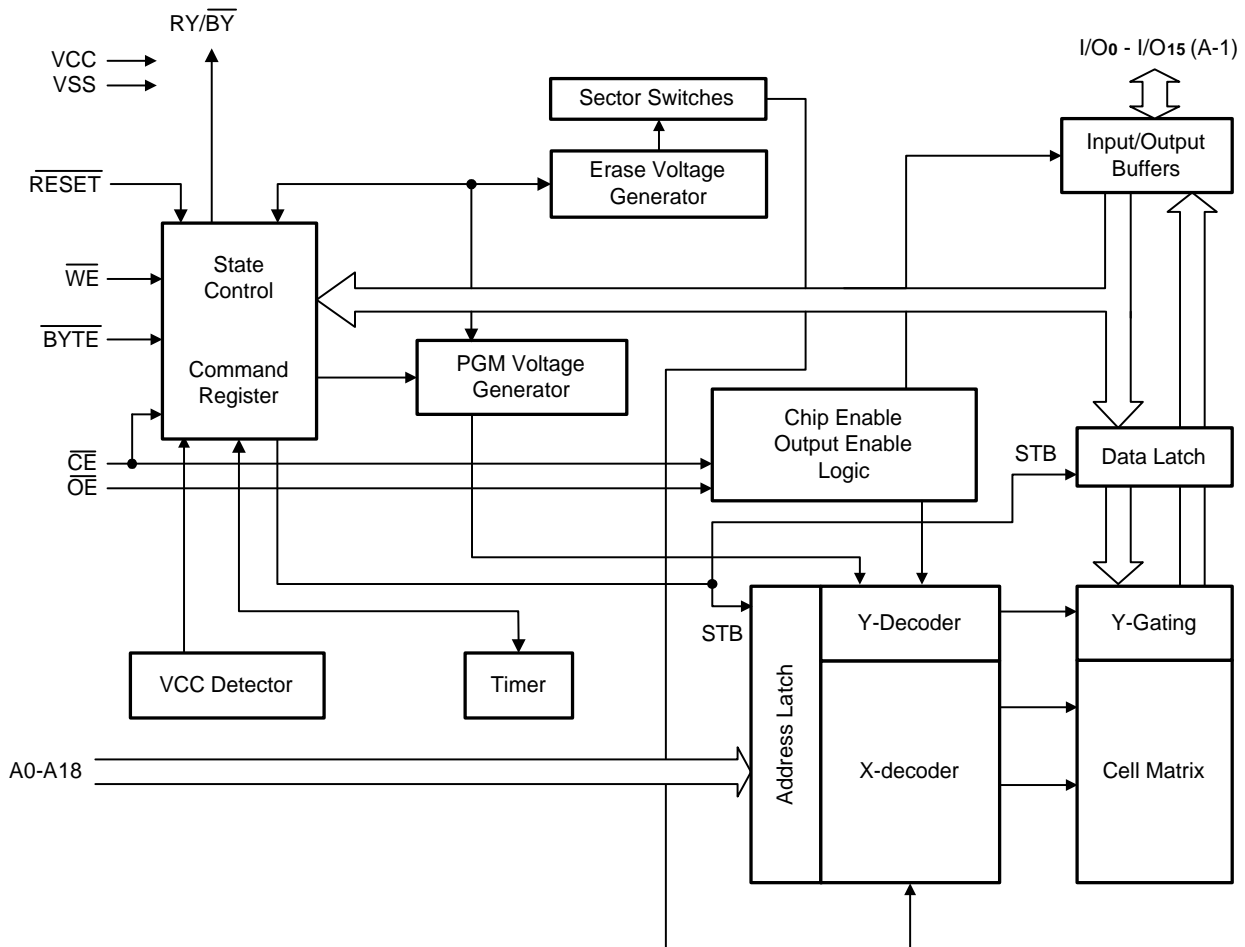 RY/BY
VCC
VSS
I/O0 - I/O15 (A-1)
Sector Switches
Input/Output
Buffers
Erase Voltage
Generator
RESET
State
Control
WE
BYTE
PGM Voltage
Generator
Command
Register
Chip Enable
Output Enable
Logic
CE
OE
STB
Data Latch
STB
Y-Decoder
Y-Gating
VCC Detector
Timer
Address Latch
A0-A18
X-decoder
Cell Matrix